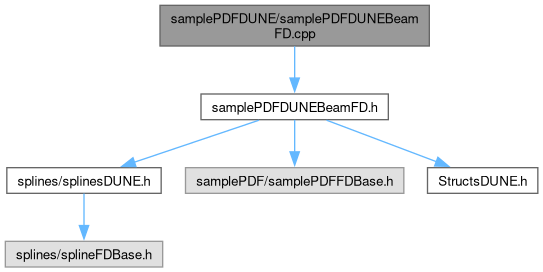 samplePDFDUNE/samplePDFDUNEBeam
FD.cpp
samplePDFDUNEBeamFD.h
splines/splinesDUNE.h
samplePDF/samplePDFFDBase.h
StructsDUNE.h
splines/splineFDBase.h